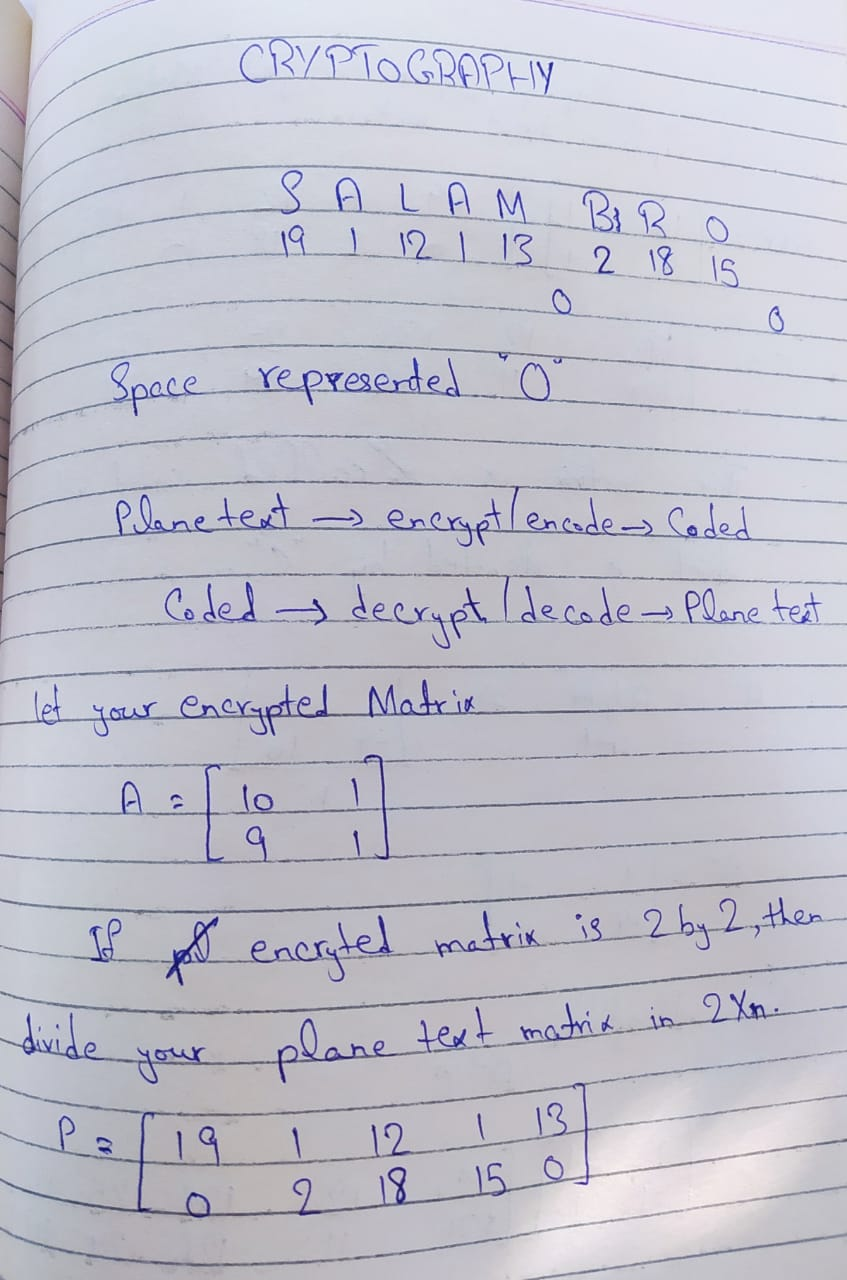 CRYPTOGRAPHY
S A L A M B R O
19 1 12 1 13 2 18 15
0 0
Space represented "0"
Plane text → encrypt/encode → Coded
Coded → decrypt/decode → Plane text
let your encrypted Matrix
A = [ 10 1
9 1 ]
If encryted matrix is 2 by 2, then
divide your plane text matrix in 2xn.
P = [ 19 1 12 1 13
0 2 18 15 0 ]